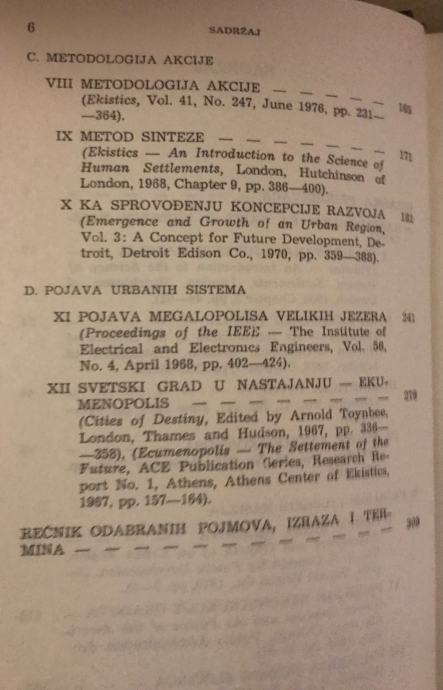 6 SADRŽAJ
C. METODOLOGIJA AKCIJE
VIII METODOLOGIJA AKCIJE — — — — — 165
(Ekistics, Vol. 41, No. 247, June 1976, pp. 231—
—364).
IX METOD SINTEZE — — — — — — — 171
(Ekistics — An Introduction to the Science of
Human Settlements, London, Hutchinson of
London, 1968, Chapter 9, pp. 386—400).
X KA SPROVOĐENJU KONCEPCIJE RAZVOJA
(Emergence and Growth of an Urban Region,
Vol. 3: A Concept for Future Development, De-
troit, Detroit Edison Co., 1970, pp. 359—388).
D. POJAVA URBANIH SISTEMA
XI POJAVA MEGALOPOLISA VELIKIH JEZERA 241
(Proceedings of the IEEE — The Institute of
Electrical and Electronics Engineers, Vol. 56,
No. 4, April 1968, pp. 402—424).
XII SVETSKI GRAD U NASTAJANJU — EKU-
MENOPOLIS — — — — — — — — — 270
(Cities of Destiny, Edited by Arnold Toynbee,
London, Thames and Hudson, 1967, pp. 336—
—358), (Ecumenopolis — The Settement of the
Future, ACE Publication Geries, Research Re-
port No. 1, Athens, Athens Center of Ekistics,
1967, pp. 157—164).
REČNIK ODABRANIH POJMOVA, IZRAZA I TER-
MINA — — — — — — — — — — — — 309